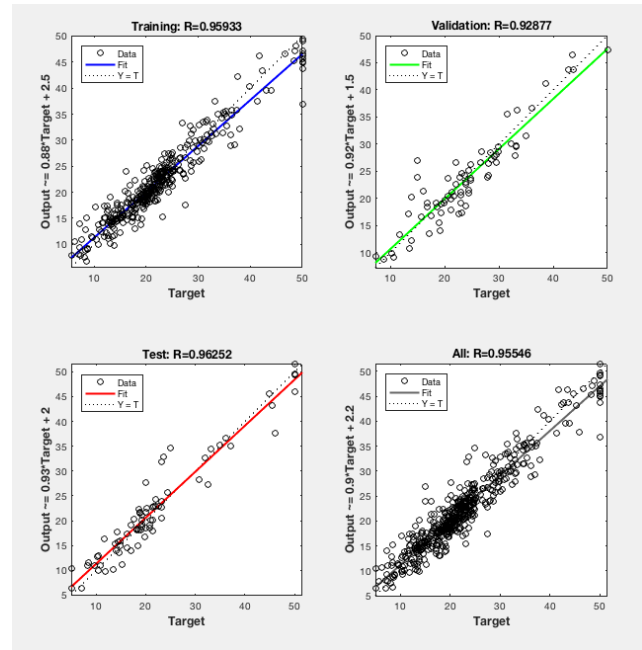 Training: R=0.95933
Output ~= 0.88*Target + 2.5
50
45
40
35
30
25
20
15
10
Data
Fit
Y = T
10
20
30
40
50
Target
Validation: R=0.92877
Output ~= 0.92*Target + 1.5
50
45
40
35
30
25
20
15
10
Data
Fit
Y = T
10
20
30
40
50
Target
Test: R=0.96252
Output ~= 0.93*Target + 2
50
45
40
35
30
25
20
15
10
5
Data
Fit
Y = T
10
20
30
40
50
Target
All: R=0.95546
Output ~= 0.9*Target + 2.2
50
45
40
35
30
25
20
15
10
5
Data
Fit
Y = T
10
20
30
40
50
Target